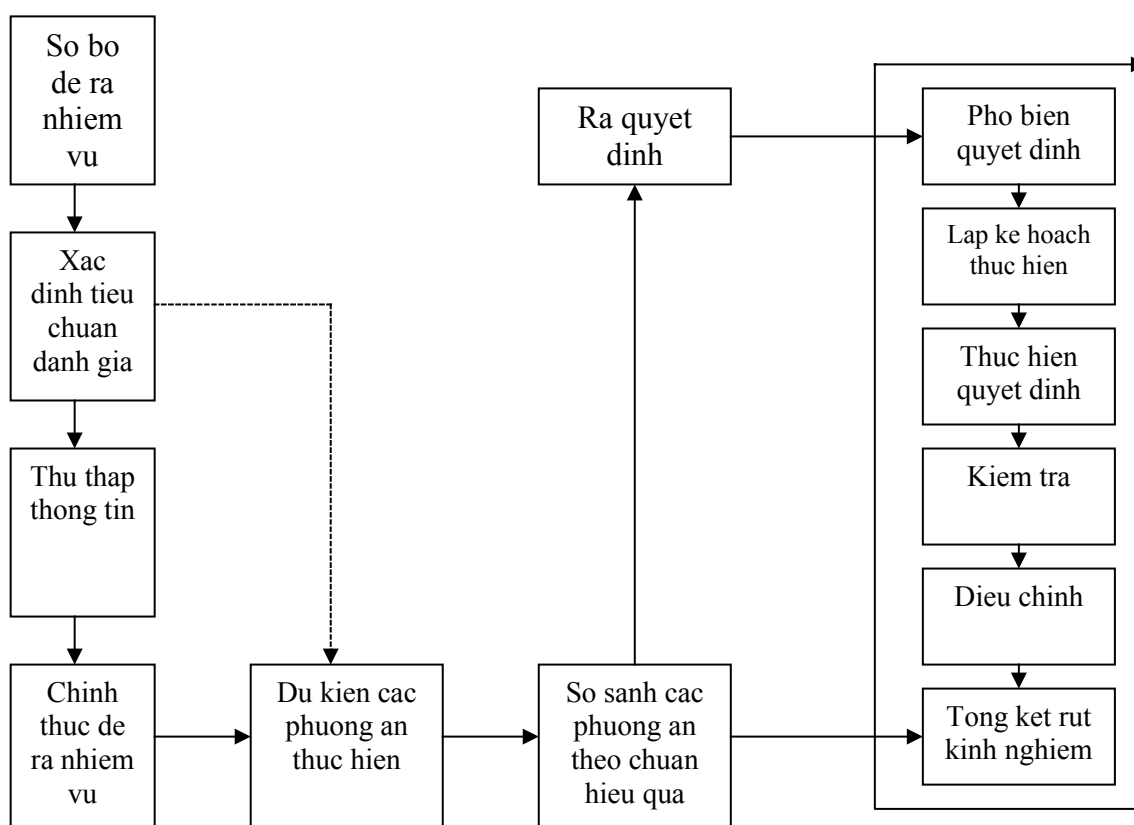 So bo
de ra
nhiem
vu
Xac
dinh tieu
chuan
danh gia
Thu thap
thong tin
Chinh
thuc de
ra nhiem
vu
Du kien cac
phuong an
thuc hien
So sanh cac
phuong an
theo chuan
hieu qua
Ra quyet
dinh
Pho bien
quyet dinh
Lap ke hoach
thuc hien
Thuc hien
quyet dinh
Kiem tra
Dieu chinh
Tong ket rut
kinh nghiem